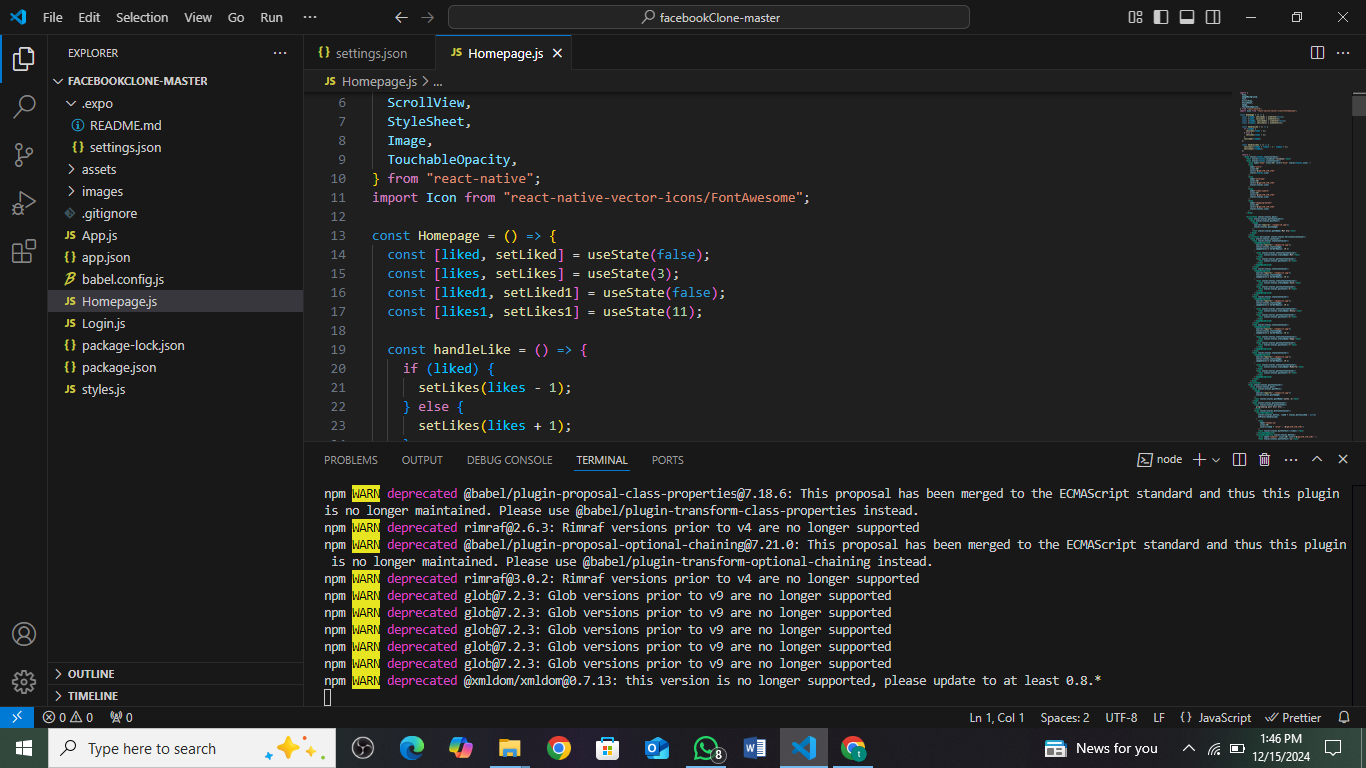 File Edit Selection View Go Run ··· facebookClone-master
EXPLORER
FACEBOOKCLONE-MASTER
.expo
README.md
settings.json
assets
images
.gitignore
App.js
app.json
babel.config.js
Homepage.js
Login.js
package-lock.json
package.json
styles.js
OUTLINE
TIMELINE
settings.json Homepage.js
Homepage.js > ...
6 ScrollView,
7 StyleSheet,
8 Image,
9 TouchableOpacity,
10 } from "react-native";
11 import Icon from "react-native-vector-icons/FontAwesome";
12
13 const Homepage = () => {
14 const [liked, setLiked] = useState(false);
15 const [likes, setLikes] = useState(3);
16 const [liked1, setLiked1] = useState(false);
17 const [likes1, setLikes1] = useState(11);
18
19 const handleLike = () => {
20 if (liked) {
21 setLikes(likes - 1);
22 } else {
23 setLikes(likes + 1);
PROBLEMS OUTPUT DEBUG CONSOLE TERMINAL PORTS node
npm WARN deprecated @babel/plugin-proposal-class-properties@7.18.6: This proposal has been merged to the ECMAScript standard and thus this plugin
is no longer maintained. Please use @babel/plugin-transform-class-properties instead.
npm WARN deprecated rimraf@2.6.3: Rimraf versions prior to v4 are no longer supported
npm WARN deprecated @babel/plugin-proposal-optional-chaining@7.21.0: This proposal has been merged to the ECMAScript standard and thus this plugin
is no longer maintained. Please use @babel/plugin-transform-optional-chaining instead.
npm WARN deprecated rimraf@3.0.2: Rimraf versions prior to v4 are no longer supported
npm WARN deprecated glob@7.2.3: Glob versions prior to v9 are no longer supported
npm WARN deprecated glob@7.2.3: Glob versions prior to v9 are no longer supported
npm WARN deprecated glob@7.2.3: Glob versions prior to v9 are no longer supported
npm WARN deprecated glob@7.2.3: Glob versions prior to v9 are no longer supported
npm WARN deprecated glob@7.2.3: Glob versions prior to v9 are no longer supported
npm WARN deprecated @xmldom/xmldom@0.7.13: this version is no longer supported, please update to at least 0.8.*
0 0 0 Ln 1, Col 1 Spaces: 2 UTF-8 LF {} JavaScript Prettier
Type here to search 8 News for you 1:46 PM
12/15/2024